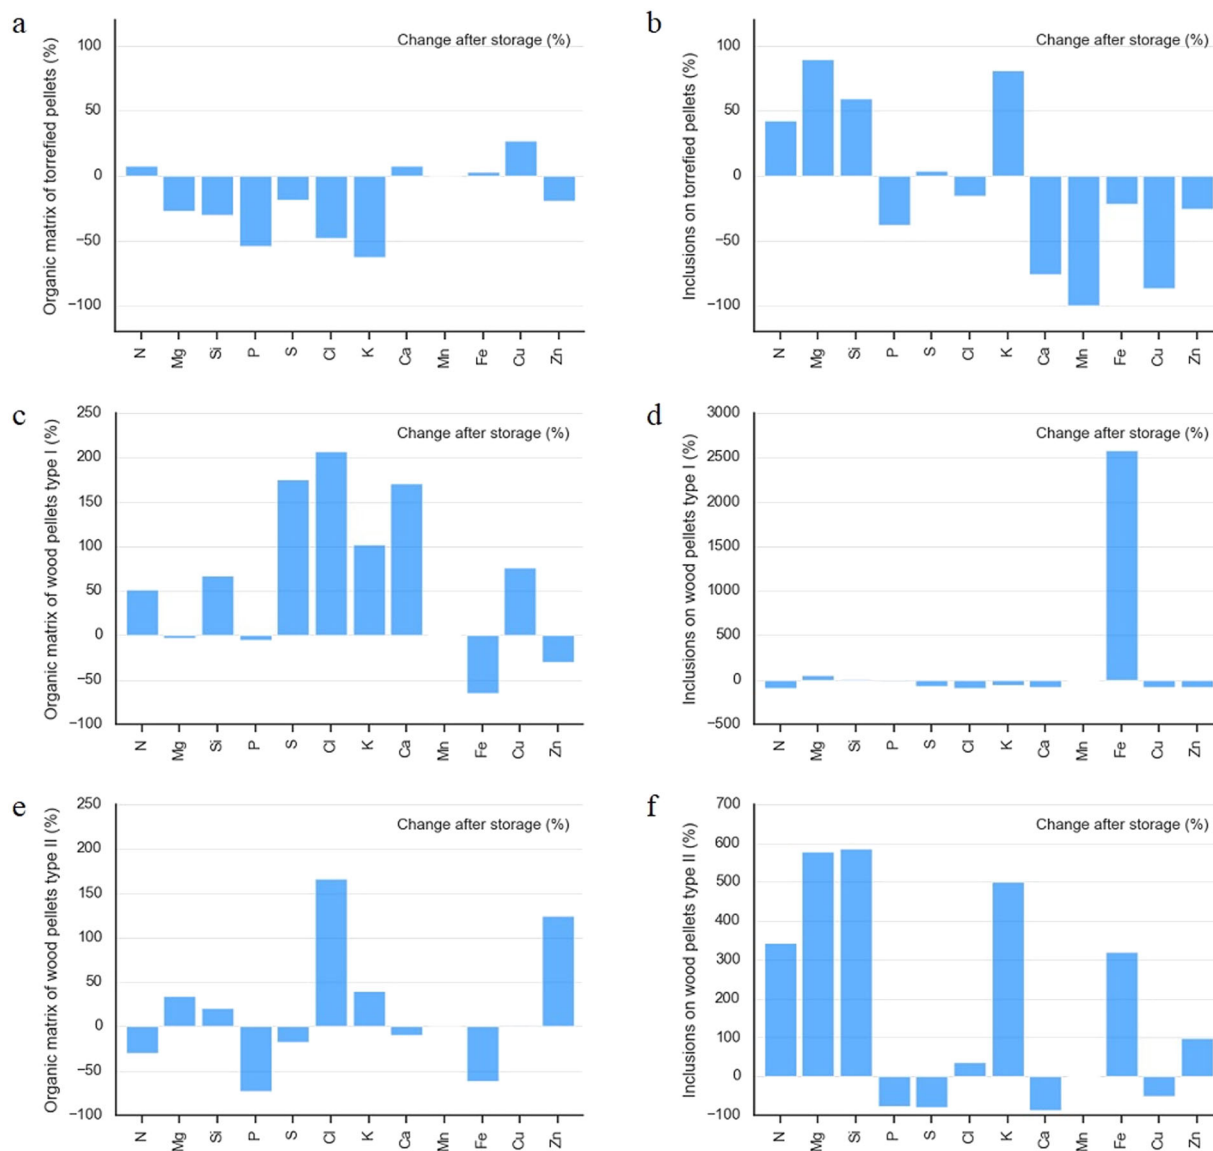 a
Organic matrix of torrefied pellets (%)
Change after storage (%)
100
50
0
−50
−100
N Mg Si P S Cl K Ca Mn Fe Cu Zn
b
Inclusions on torrefied pellets (%)
Change after storage (%)
100
50
0
−50
−100
N Mg Si P S Cl K Ca Mn Fe Cu Zn
c
Organic matrix of wood pellets type I (%)
Change after storage (%)
250
200
150
100
50
0
−50
−100
N Mg Si P S Cl K Ca Mn Fe Cu Zn
d
Inclusions on wood pellets type I (%)
Change after storage (%)
3000
2500
2000
1500
1000
500
0
−500
N Mg Si P S Cl K Ca Mn Fe Cu Zn
e
Organic matrix of wood pellets type II (%)
Change after storage (%)
250
200
150
100
50
0
−50
−100
N Mg Si P S Cl K Ca Mn Fe Cu Zn
f
Inclusions on wood pellets type II (%)
Change after storage (%)
700
600
500
400
300
200
100
0
−100
N Mg Si P S Cl K Ca Mn Fe Cu Zn